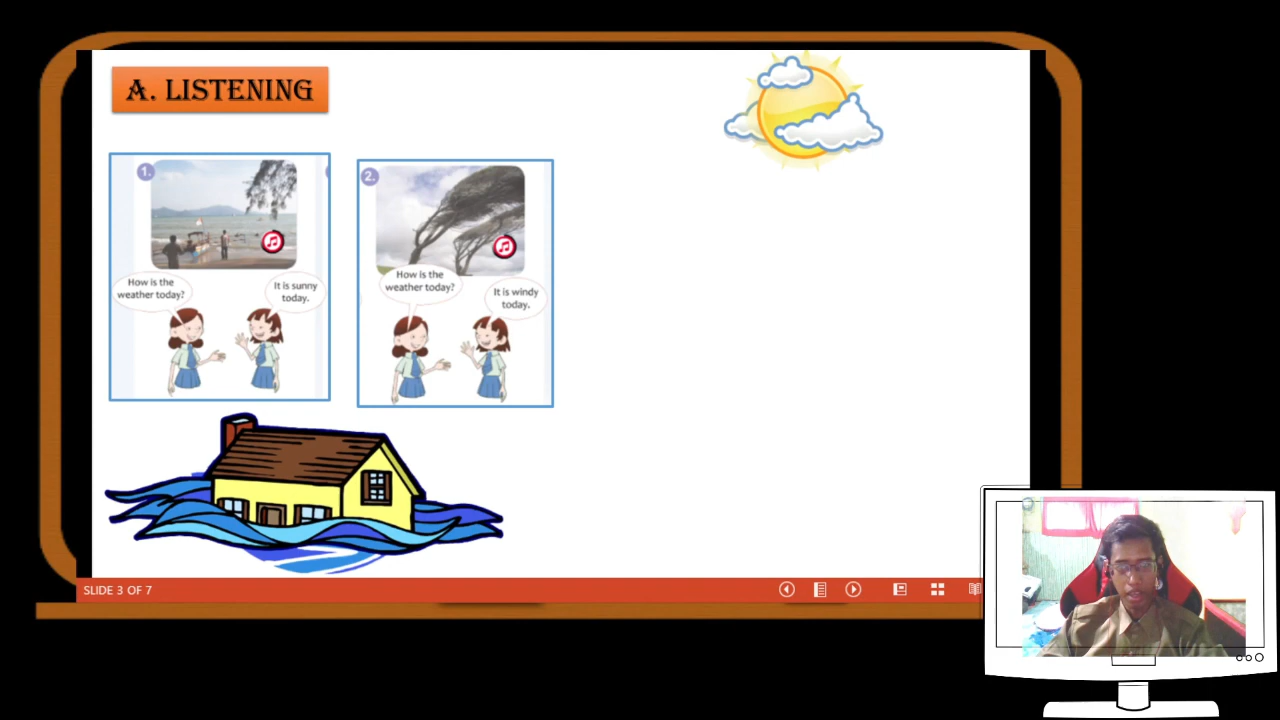 A. LISTENING
1.
How is the
weather today?
It is sunny
today.
2.
How is the
weather today?
It is windy
today.
SLIDE 3 OF 7